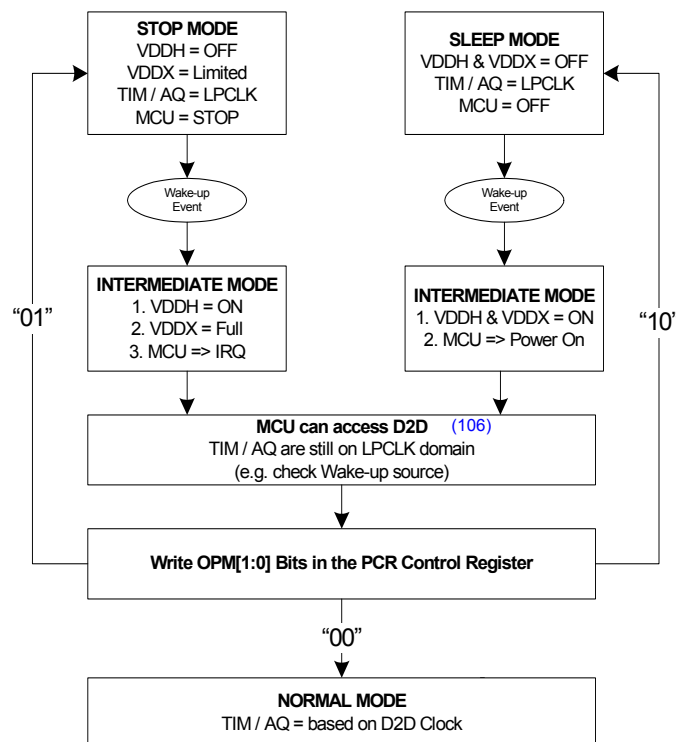 STOP MODE
VDDH = OFF
VDDX = Limited
TIM / AQ = LPCLK
MCU = STOP
SLEEP MODE
VDDH & VDDX = OFF
TIM / AQ = LPCLK
MCU = OFF
Wake-up
Event
Wake-up
Event
INTERMEDIATE MODE
1. VDDH = ON
2. VDDX = Full
3. MCU => IRQ
INTERMEDIATE MODE
1. VDDH & VDDX = ON
2. MCU => Power On
“01”
“10’
MCU can access D2D (106)
TIM / AQ are still on LPCLK domain
(e.g. check Wake-up source)
Write OPM[1:0] Bits in the PCR Control Register
“00”
NORMAL MODE
TIM / AQ = based on D2D Clock